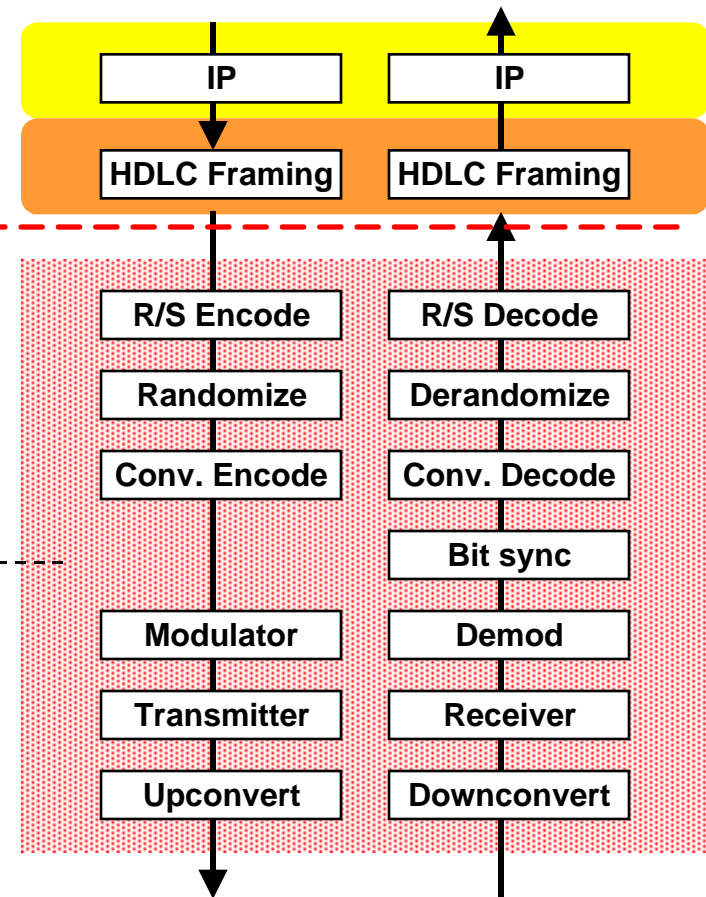 IP
IP
HDLC Framing
HDLC Framing
R/S Encode
R/S Decode
Randomize
Derandomize
Conv. Encode
Conv. Decode
Bit sync
Modulator
Demod
Transmitter
Receiver
Upconvert
Downconvert